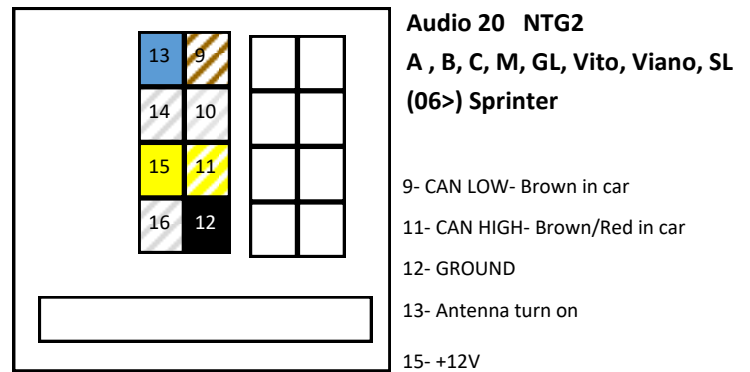 Audio 20 NTG2
A , B, C, M, GL, Vito, Viano, SL
(06>) Sprinter
13 9
14 10
15 11
16 12
9- CAN LOW- Brown in car
11- CAN HIGH- Brown/Red in car
12- GROUND
13- Antenna turn on
15- +12V